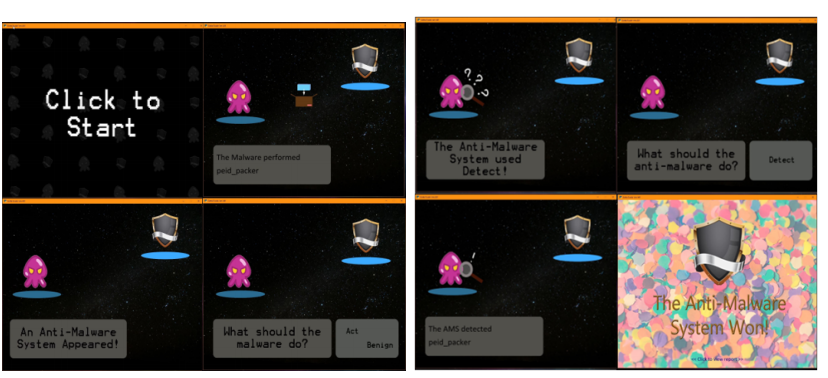 Click to
Start
The Malware performed
peid_packer
An Anti-Malware
System Appeared!
What should the
malware do?
Act
Benign
The Anti-Malware
System used
Detect!
What should the
anti-malware do?
Detect
The AMS detected
peid_packer
The Anti-Malware
System Won!